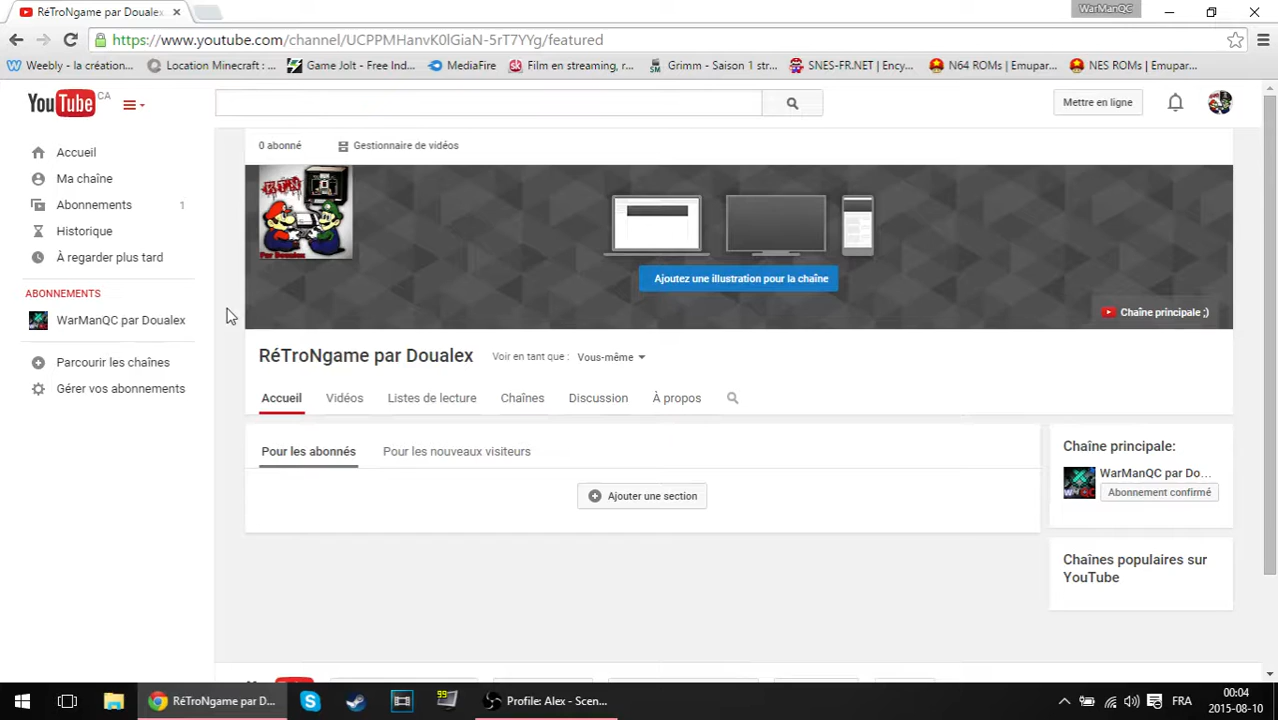 RéTroNgame par Doualex
WarManQC
https://www.youtube.com/channel/UCPPMHanvK0lGiaN-5rT7YYg/featured
Weebly - la création... Location Miniature : ... Game Jolt - Free Ind... MediaFire Film en streaming, r... Grimm - Saison 1 str... SNES-FR.NET | Ency... N64 ROMs | Emupar... NES ROMs | Emupar...
YouTube CA
Mettre en ligne
0 abonné Gestionnaire de vidéos
Accueil
Ma chaîne
Abonnements 1
Historique
À regarder plus tard
ABONNEMENTS
WarManQC par Doualex
Parcourir les chaînes
Gérer vos abonnements
Par Doualex
Ajoutez une illustration pour la chaîne
Chaîne principale ;)
RéTroNgame par Doualex Voir en tant que : Vous-même
Accueil Vidéos Listes de lecture Chaînes Discussion À propos
Pour les abonnés Pour les nouveaux visiteurs
Ajouter une section
Chaîne principale:
WarManQC par Do...
Abonnement confirmé
Chaînes populaires sur
YouTube
RéTroNgame par D... 99 Profile: Alex - Scen... FRA 00:04
2015-08-10